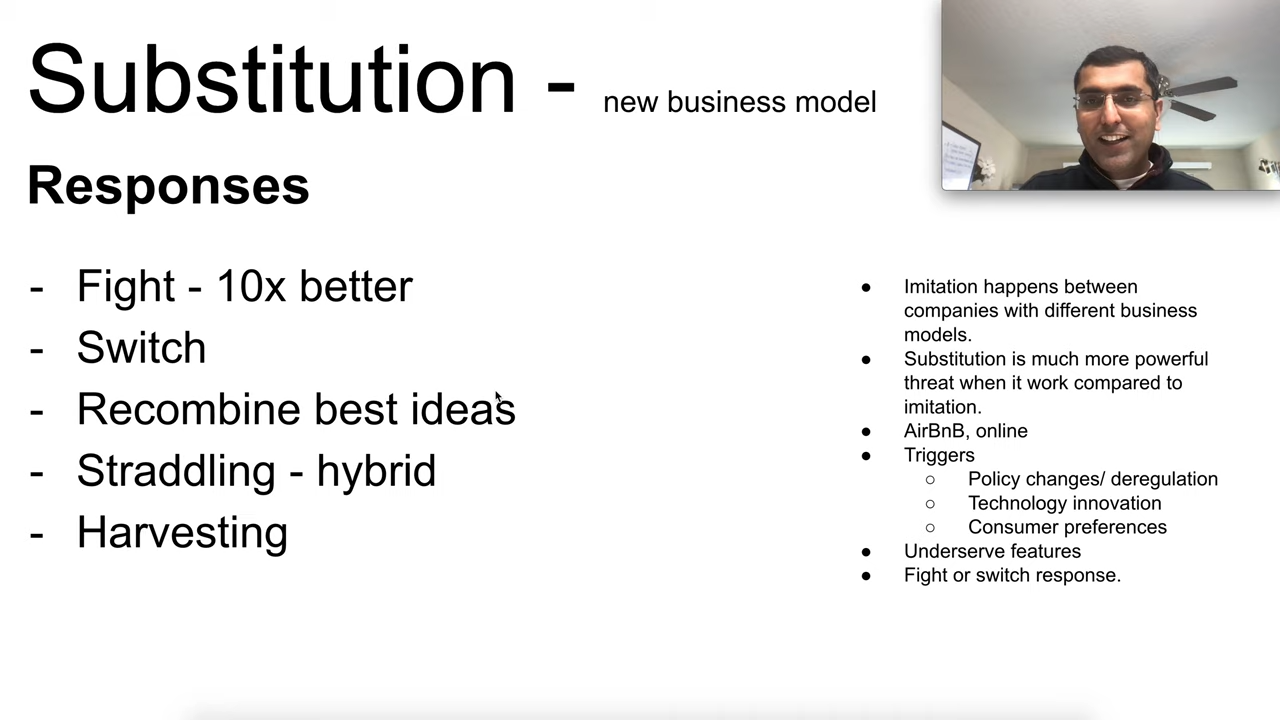 Substitution - new business model
Responses
- Fight - 10x better
- Switch
- Recombine best ideas
- Straddling - hybrid
- Harvesting
● Imitation happens between
companies with different business
models.
● Substitution is much more powerful
threat when it work compared to
imitation.
● AirBnB, online
● Triggers
○ Policy changes/ deregulation
○ Technology innovation
○ Consumer preferences
● Underserve features
● Fight or switch response.